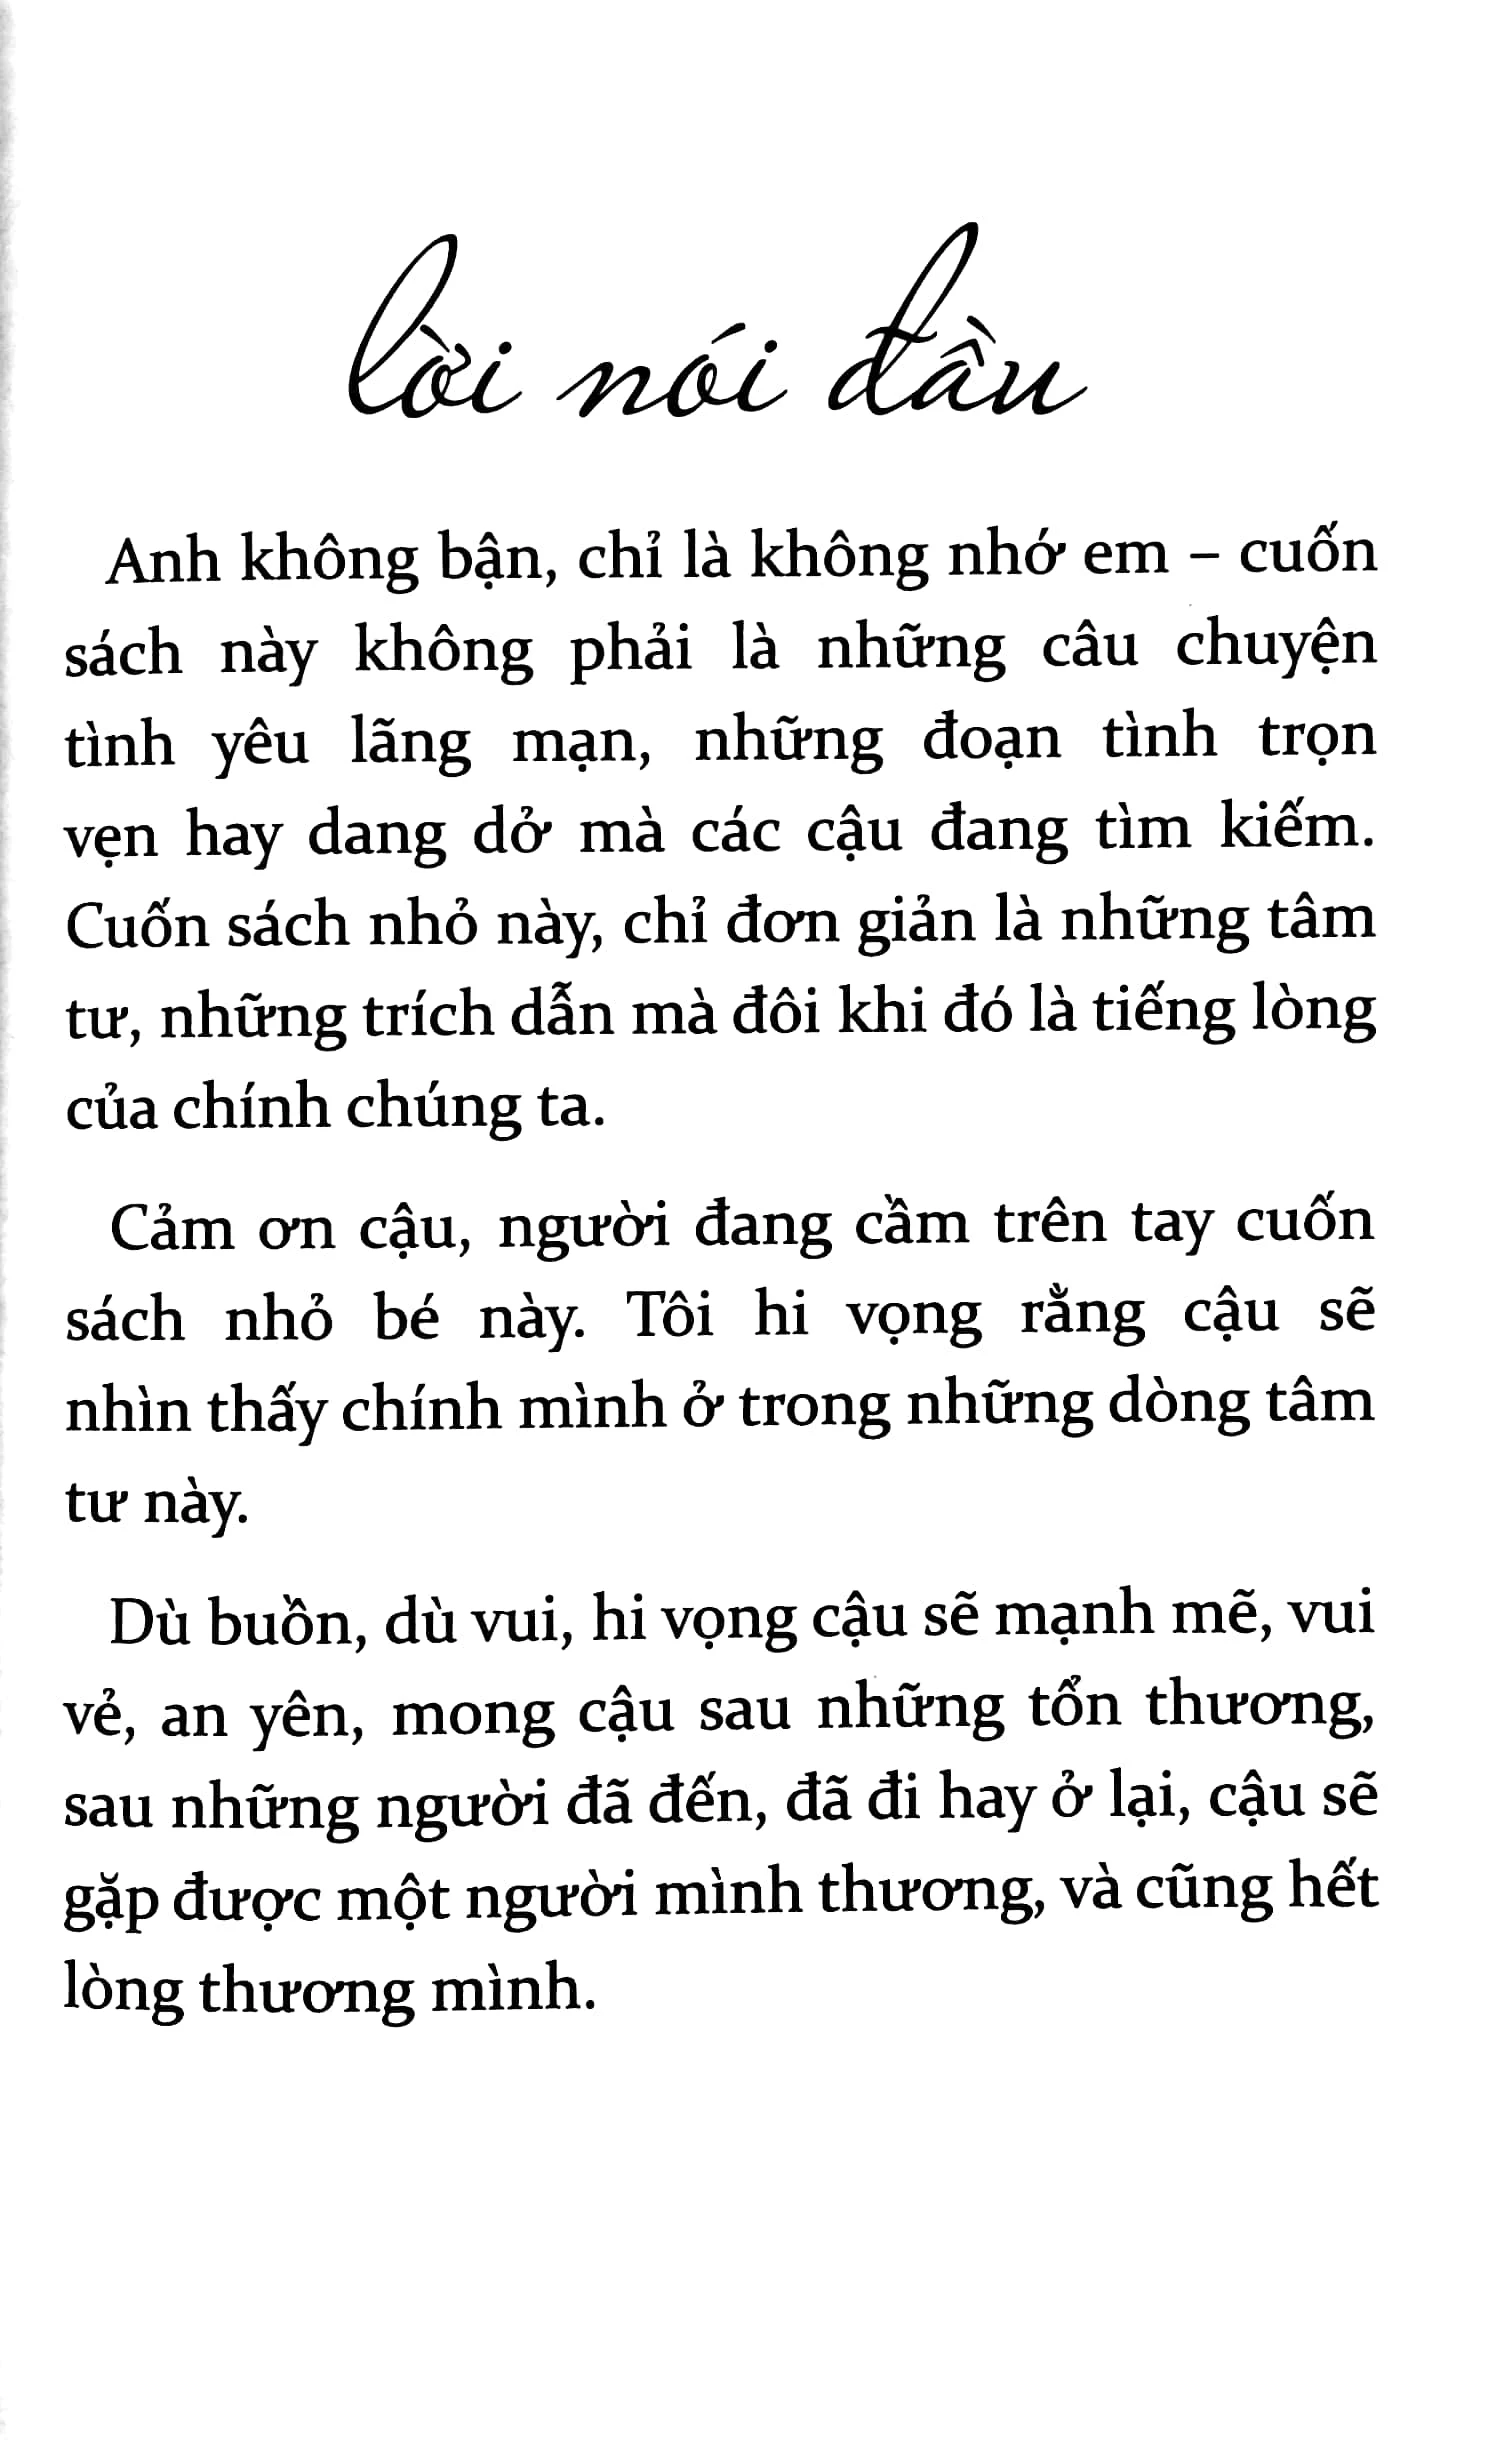 lời nói đầu
Anh không bận, chỉ là không nhớ em – cuốn
sách này không phải là những câu chuyện
tình yêu lãng mạn, những đoạn tình trọn
vẹn hay dang dở mà các cậu đang tìm kiếm.
Cuốn sách nhỏ này, chỉ đơn giản là những tâm
tư, những trích dẫn mà đôi khi đó là tiếng lòng
của chính chúng ta.
Cảm ơn cậu, người đang cầm trên tay cuốn
sách nhỏ bé này. Tôi hi vọng rằng cậu sẽ
nhìn thấy chính mình ở trong những dòng tâm
tư này.
Dù buồn, dù vui, hi vọng cậu sẽ mạnh mẽ, vui
vẻ, an yên, mong cậu sau những tổn thương,
sau những người đã đến, đã đi hay ở lại, cậu sẽ
gặp được một người mình thương, và cũng hết
lòng thương mình.